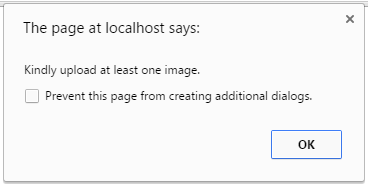 The page at localhost says:
Kindly upload at least one image.
Prevent this page from creating additional dialogs.
OK